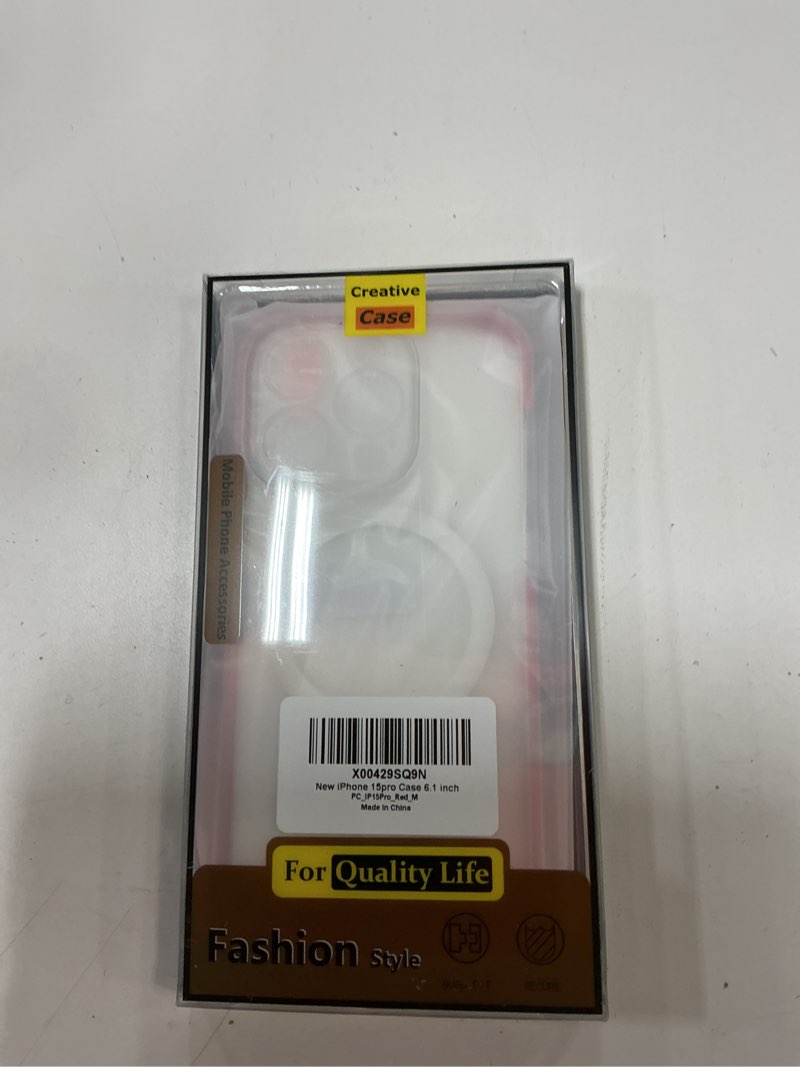 Creative
Case
Mobile Phone Accessories
X00429SQ9N
New iPhone 15pro Case 6.1 inch
PC_IP15Pro_Red_M
Made In China
For Quality Life
Fashion Style
SECURE